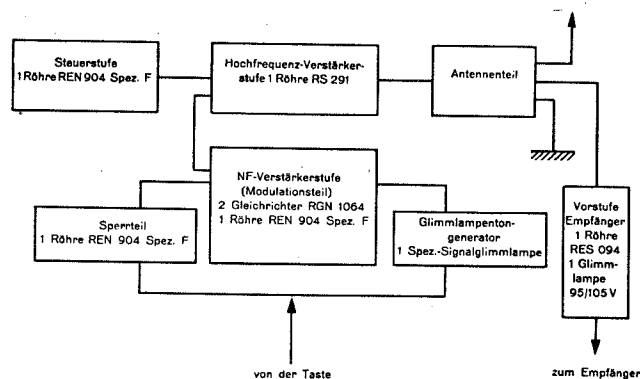 Steuerstufe
1 Röhre REN 904 Spez. F
Hochfrequenz-Verstärker-
stufe 1 Röhre RS 291
Antennenteil
NF-Verstärkerstufe
(Modulationsteil)
2 Gleichrichter RGN 1064
1 Röhre REN 904 Spez. F
Sperrteil
1 Röhre REN 904 Spez. F
Glimmlampenton-
generator
1 Spez.-Signalglimmlampe
Vorstufe
Empfänger
1 Röhre
RES 094
1 Glimm-
lampe
95/105 V
von der Taste
zum Empfänger